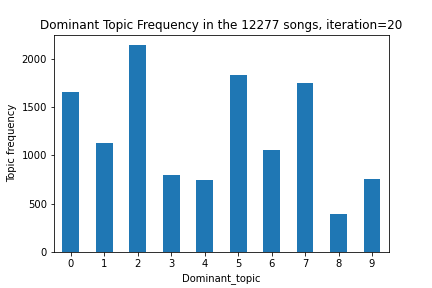 Dominant Topic Frequency in the 12277 songs, iteration=20
2000
1500
1000
500
0
Topic frequency
0 1 2 3 4 5 6 7 8 9
Dominant_topic